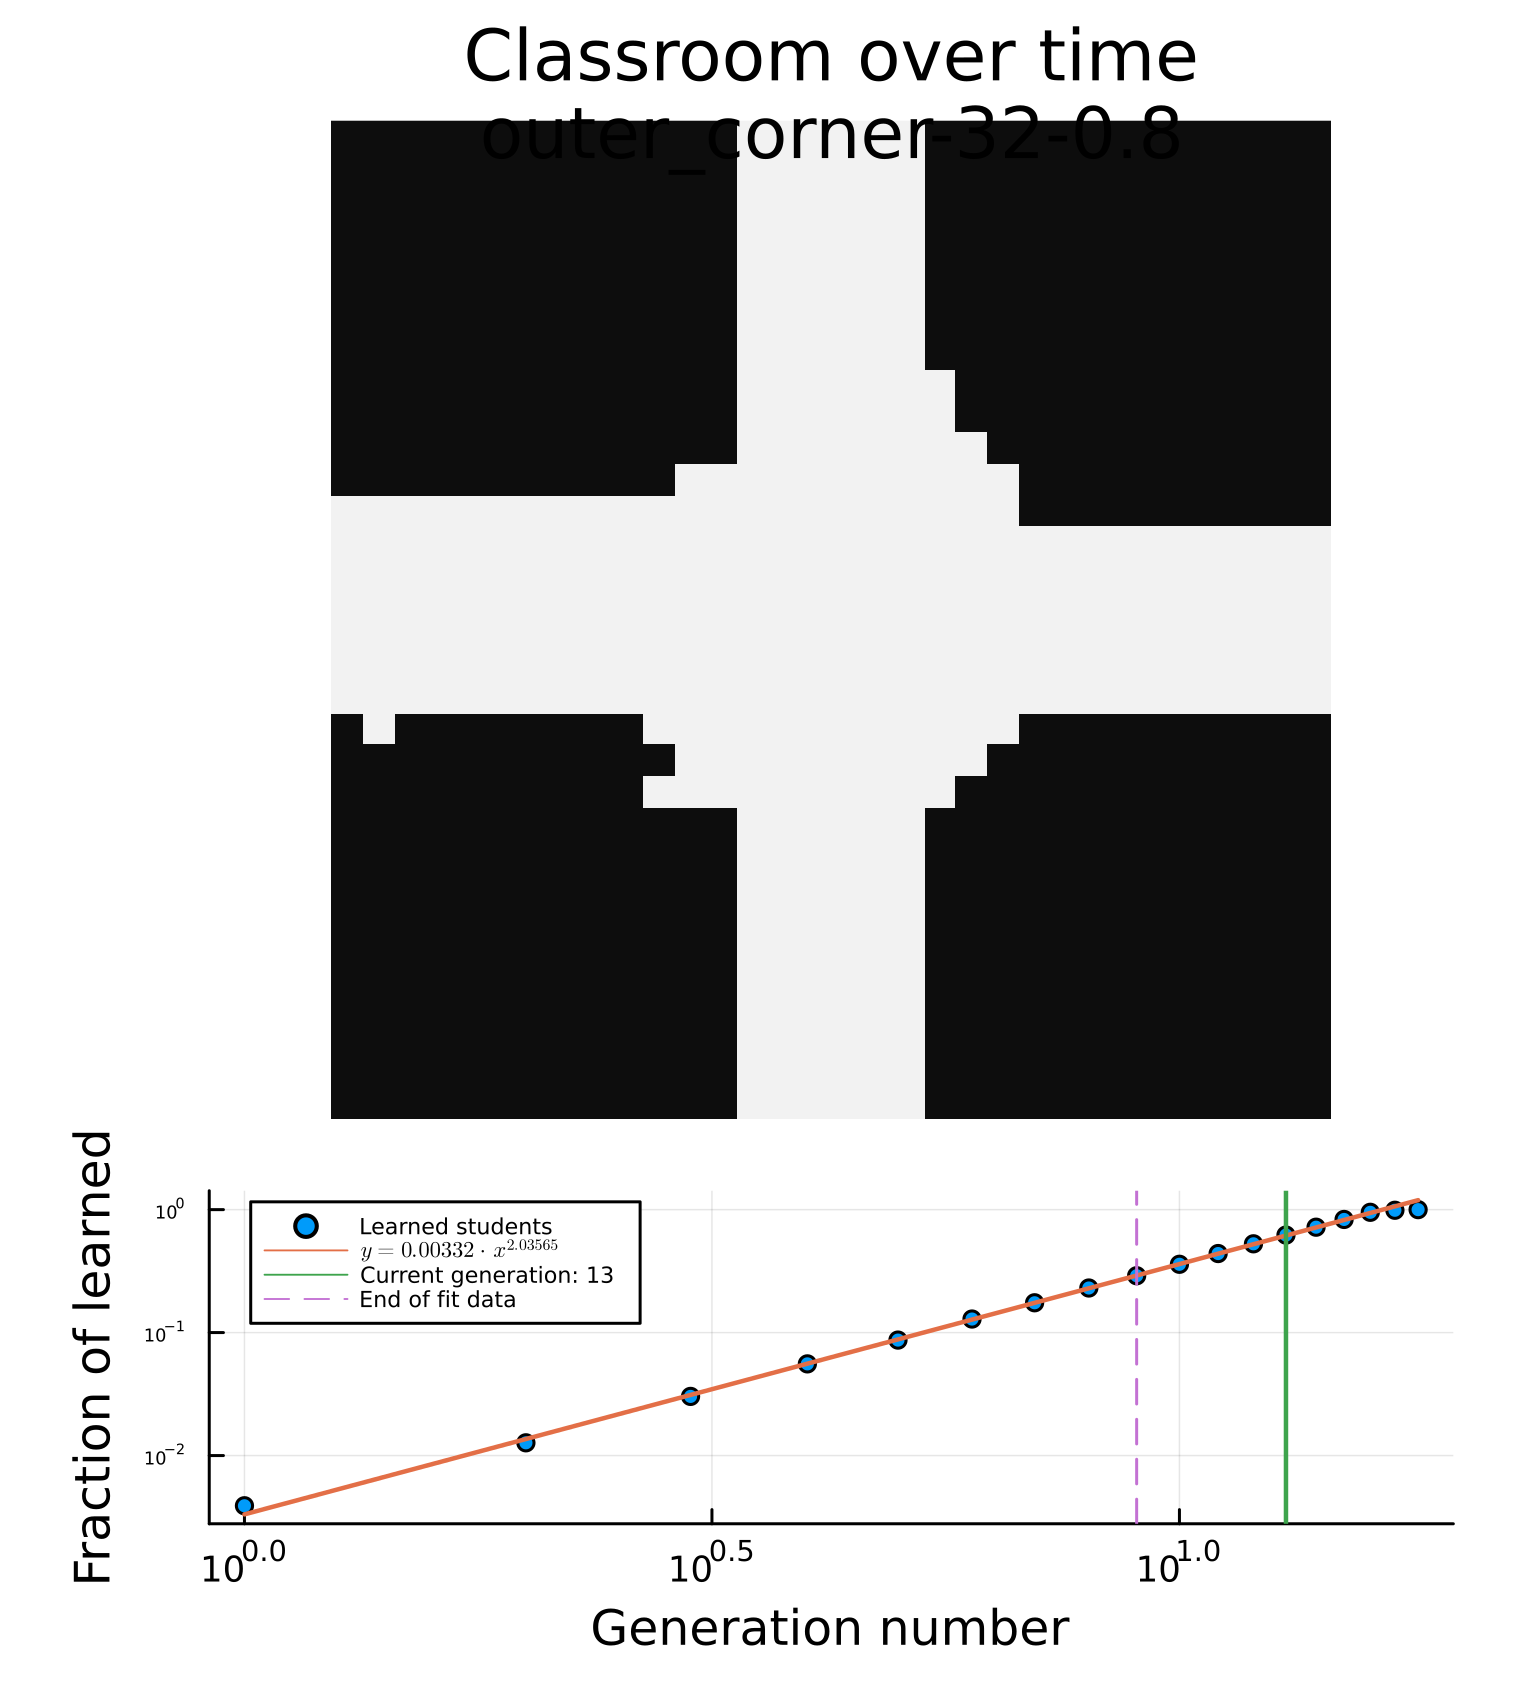 Classroom over time
outer_corner-32-0.8
Fraction of learned
10^0
10^−1
10^−2
Learned students
y = 0.00332 · x^2.03565
Current generation: 13
End of fit data
10^0.0
10^0.5
10^1.0
Generation number